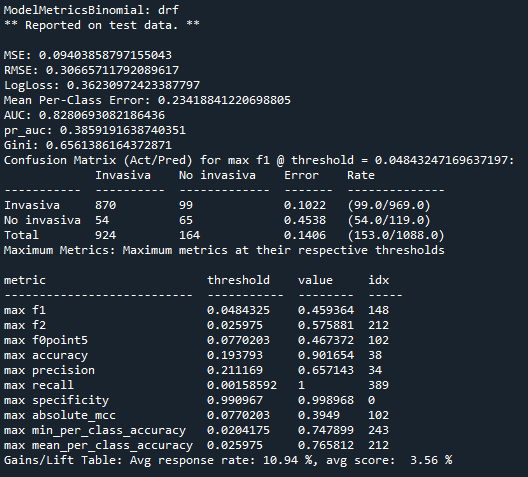 ModelMetricsBinomial: drf
** Reported on test data. **
MSE: 0.09403858797155043
RMSE: 0.30665711792089617
LogLoss: 0.36230972423387797
Mean Per-Class Error: 0.23418841220698805
AUC: 0.8280693082186436
pr_auc: 0.3859191638740351
Gini: 0.6561386164372871
Confusion Matrix (Act/Pred) for max f1 @ threshold = 0.04843247169637197:
Invasiva No invasiva Error Rate
----------- ---------- ------------- ------- --------------
Invasiva 870 99 0.1022 (99.0/969.0)
No invasiva 54 65 0.4538 (54.0/119.0)
Total 924 164 0.1406 (153.0/1088.0)
Maximum Metrics: Maximum metrics at their respective thresholds
metric threshold value idx
--------------------------- ----------- -------- -----
max f1 0.0484325 0.459364 148
max f2 0.025975 0.575881 212
max f0point5 0.0770203 0.467372 102
max accuracy 0.193793 0.901654 38
max precision 0.211169 0.657143 34
max recall 0.00158592 1 389
max specificity 0.990967 0.998968 0
max absolute_mcc 0.0770203 0.3949 102
max min_per_class_accuracy 0.0204175 0.747899 243
max mean_per_class_accuracy 0.025975 0.765812 212
Gains/Lift Table: Avg response rate: 10.94 %, avg score: 3.56 %